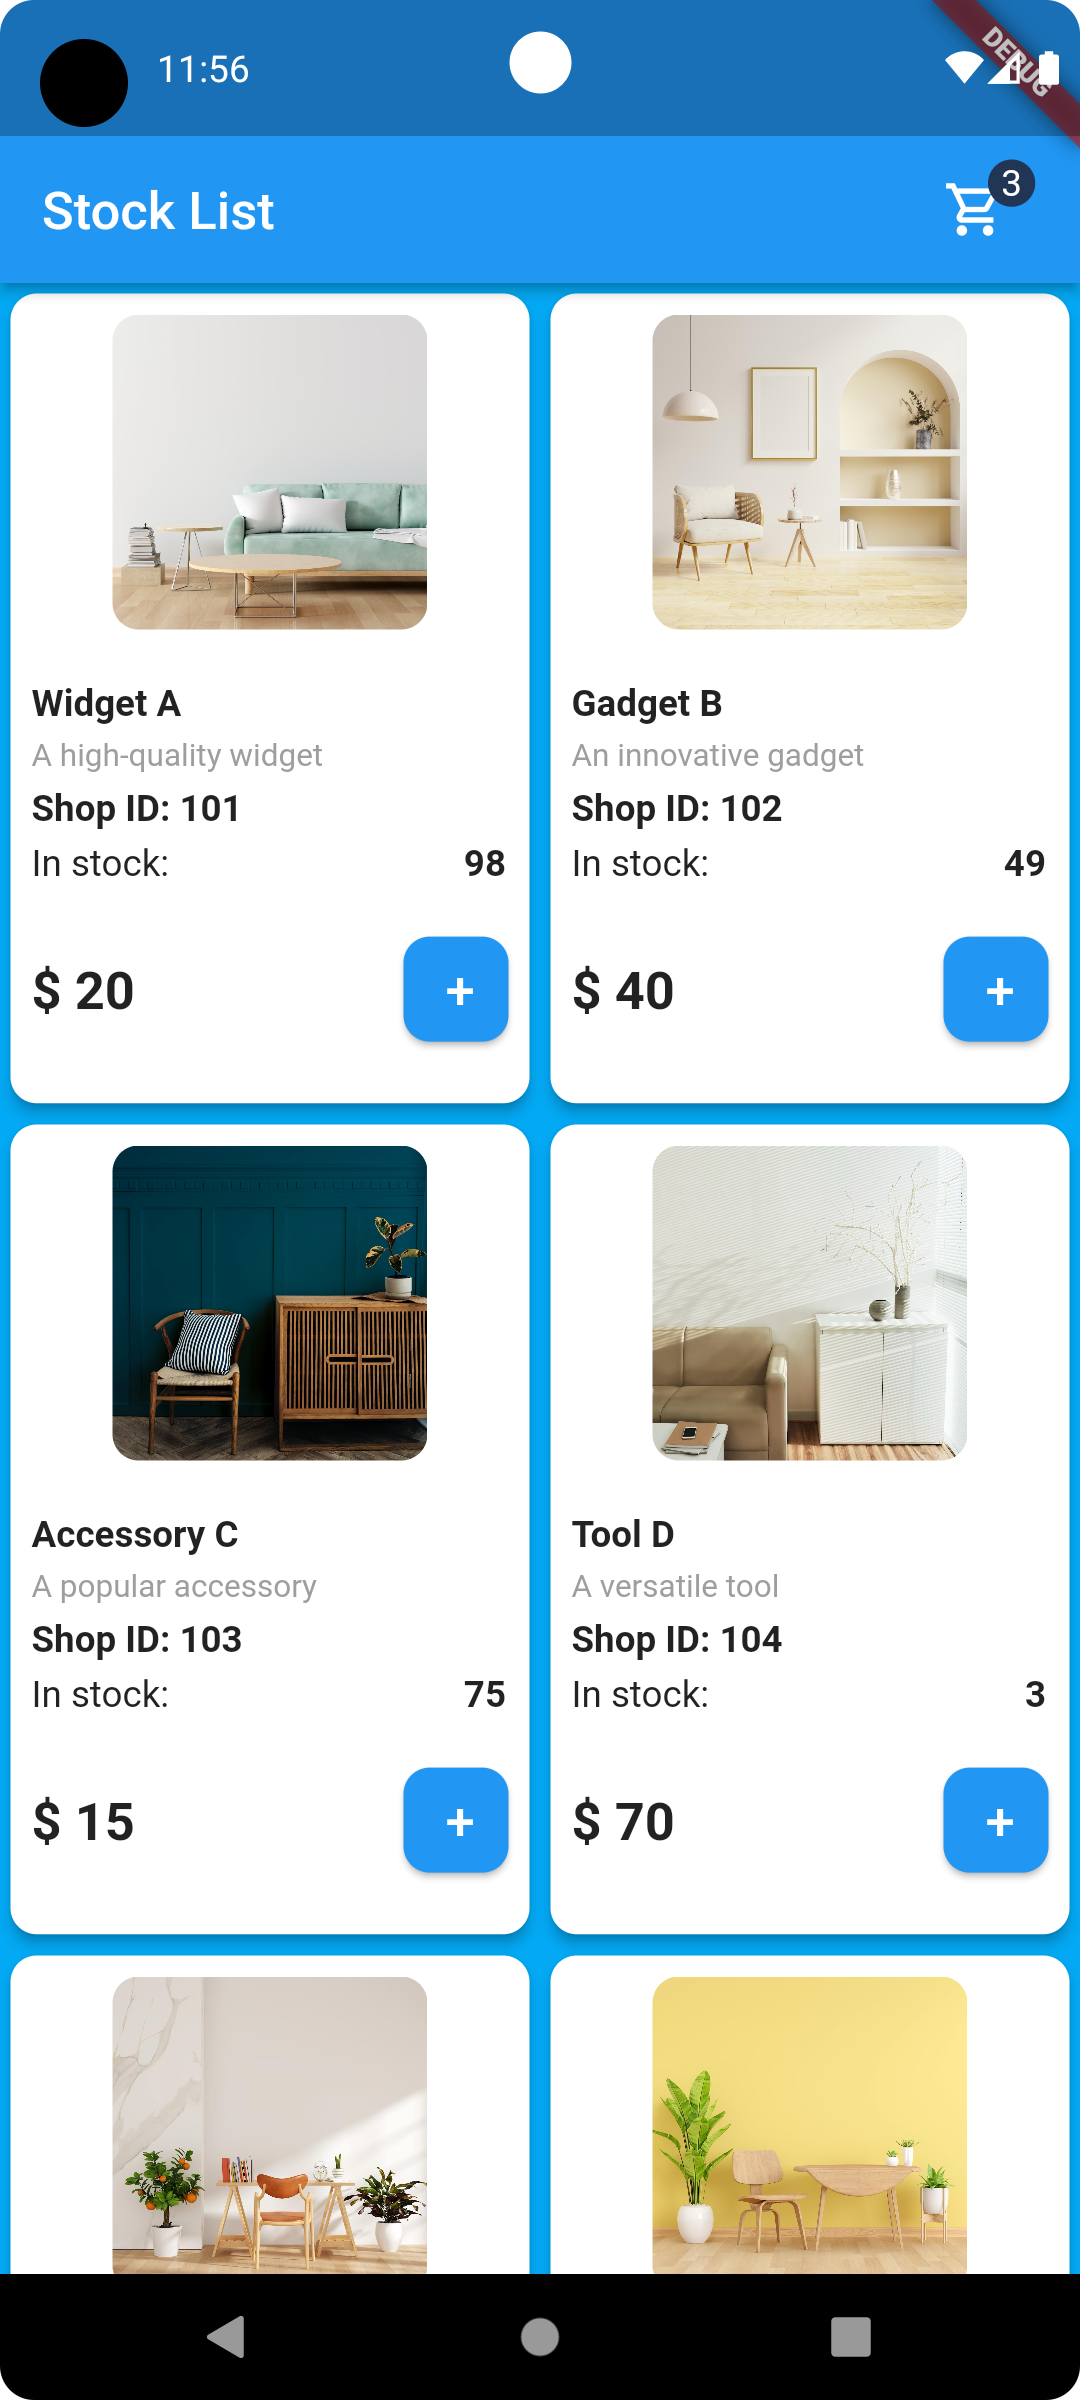 11:56
DEBUG
Stock List
3
Widget A
A high-quality widget
Shop ID: 101
In stock: 98
$ 20 +
Gadget B
An innovative gadget
Shop ID: 102
In stock: 49
$ 40 +
Accessory C
A popular accessory
Shop ID: 103
In stock: 75
$ 15 +
Tool D
A versatile tool
Shop ID: 104
In stock: 3
$ 70 +